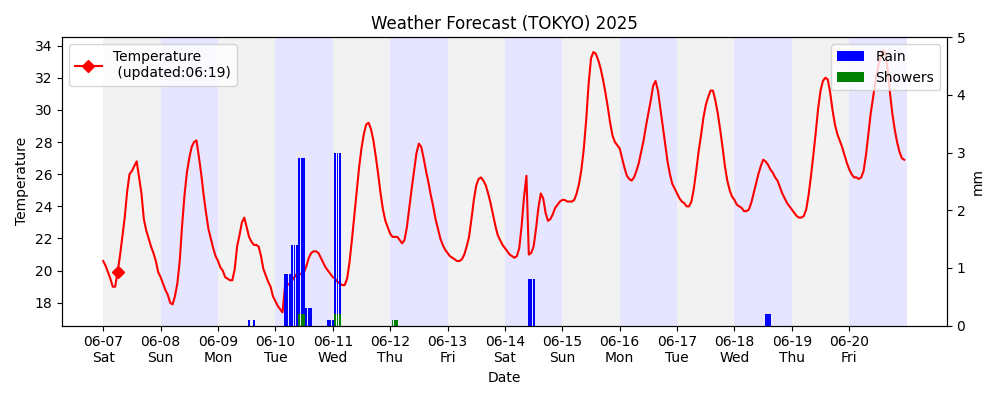 Weather Forecast (TOKYO) 2025
Temperature
(updated:06:19)
Rain
Showers
Temperature
34
32
30
28
26
24
22
20
18
5
4
3
2
1
0
mm
06-07 06-08 06-09 06-10 06-11 06-12 06-13 06-14 06-15 06-16 06-17 06-18 06-19 06-20
Sat Sun Mon Tue Wed Thu Fri Sat Sun Mon Tue Wed Thu Fri
Date